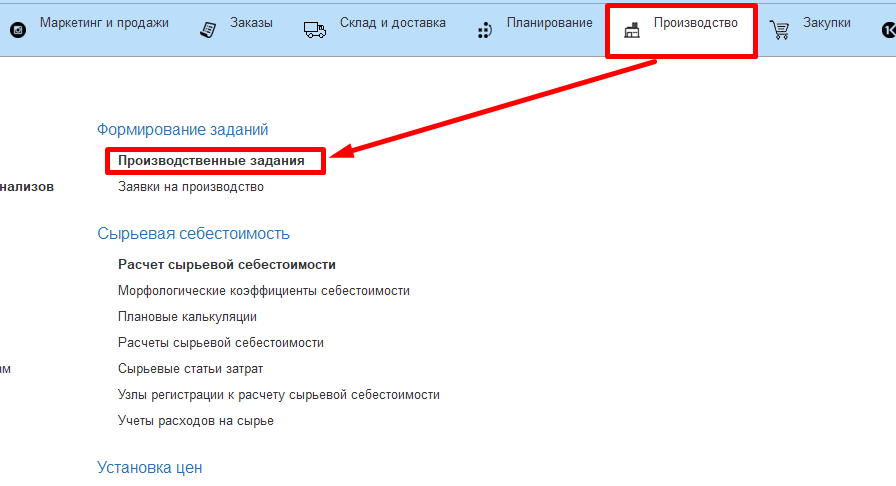 Маркетинг и продажи Заказы Склад и доставка Планирование Производство Закупки 1
Формирование заданий
Производственные задания
нализов Заявки на производство
Сырьевая себестоимость
Расчет сырьевой себестоимости
Морфологические коэффициенты себестоимости
Плановые калькуляции
Расчеты сырьевой себестоимости
ам Сырьевые статьи затрат
Узлы регистрации к расчету сырьевой себестоимости
Учеты расходов на сырье
Установка цен